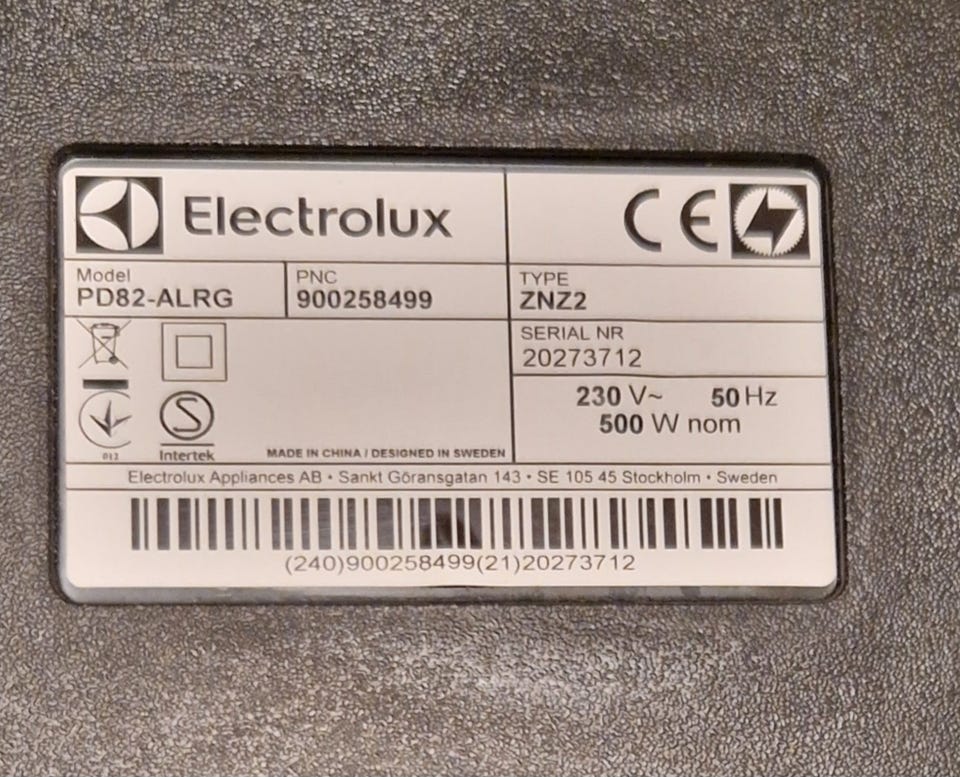 Electrolux
CE
Model
PD82-ALRG
PNC
900258499
TYPE
ZNZ2
SERIAL NR
20273712
230 V~ 50 Hz
500 W nom
012
S
Intertek
MADE IN CHINA / DESIGNED IN SWEDEN
Electrolux Appliances AB • Sankt Göransgatan 143 • SE 105 45 Stockholm • Sweden
(240)900258499(21)20273712